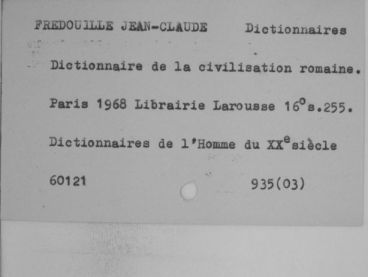 FREDOUILLE JEAN-CLAUDE Dictionnaires
Dictionnaire de la civilisation romaine.
Paris 1968 Librairie Larousse 16°s.255.
Dictionnaires de l'Homme du XXe siècle
60121 935(03)